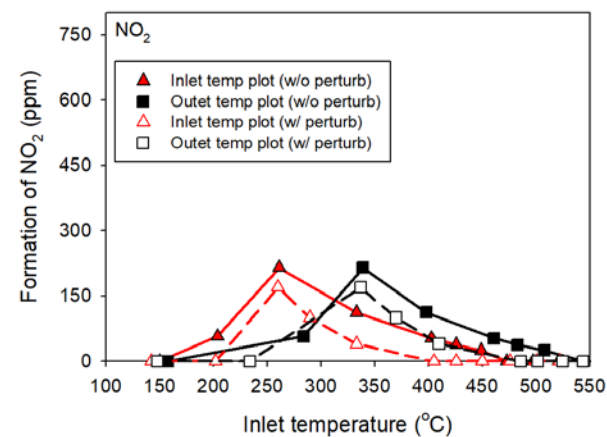 NO2
Inlet temp plot (w/o perturb)
Outet temp plot (w/o perturb)
Inlet temp plot (w/ perturb)
Outet temp plot (w/ perturb)
Formation of NO2 (ppm)
750
600
450
300
150
0
100 150 200 250 300 350 400 450 500 550
Inlet temperature (°C)